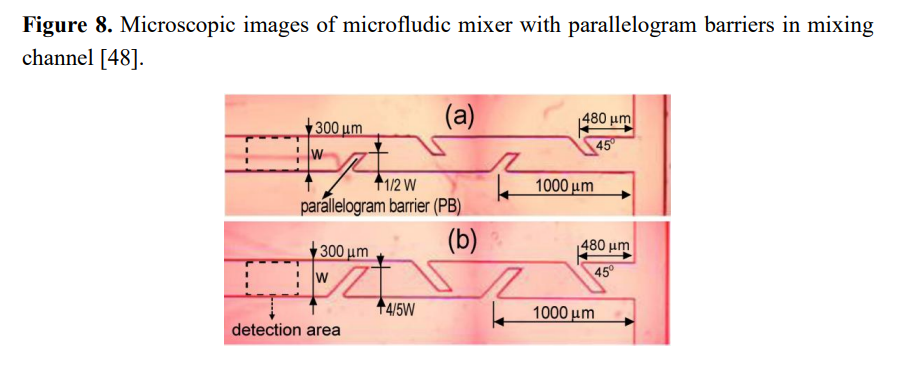 Figure 8. Microscopic images of microfludic mixer with parallelogram barriers in mixing
channel [48].
(a)
300 µm
480 µm
45°
W
1/2 W
1000 µm
parallelogram barrier (PB)
(b)
300 µm
480 µm
45°
W
4/5W
1000 µm
detection area